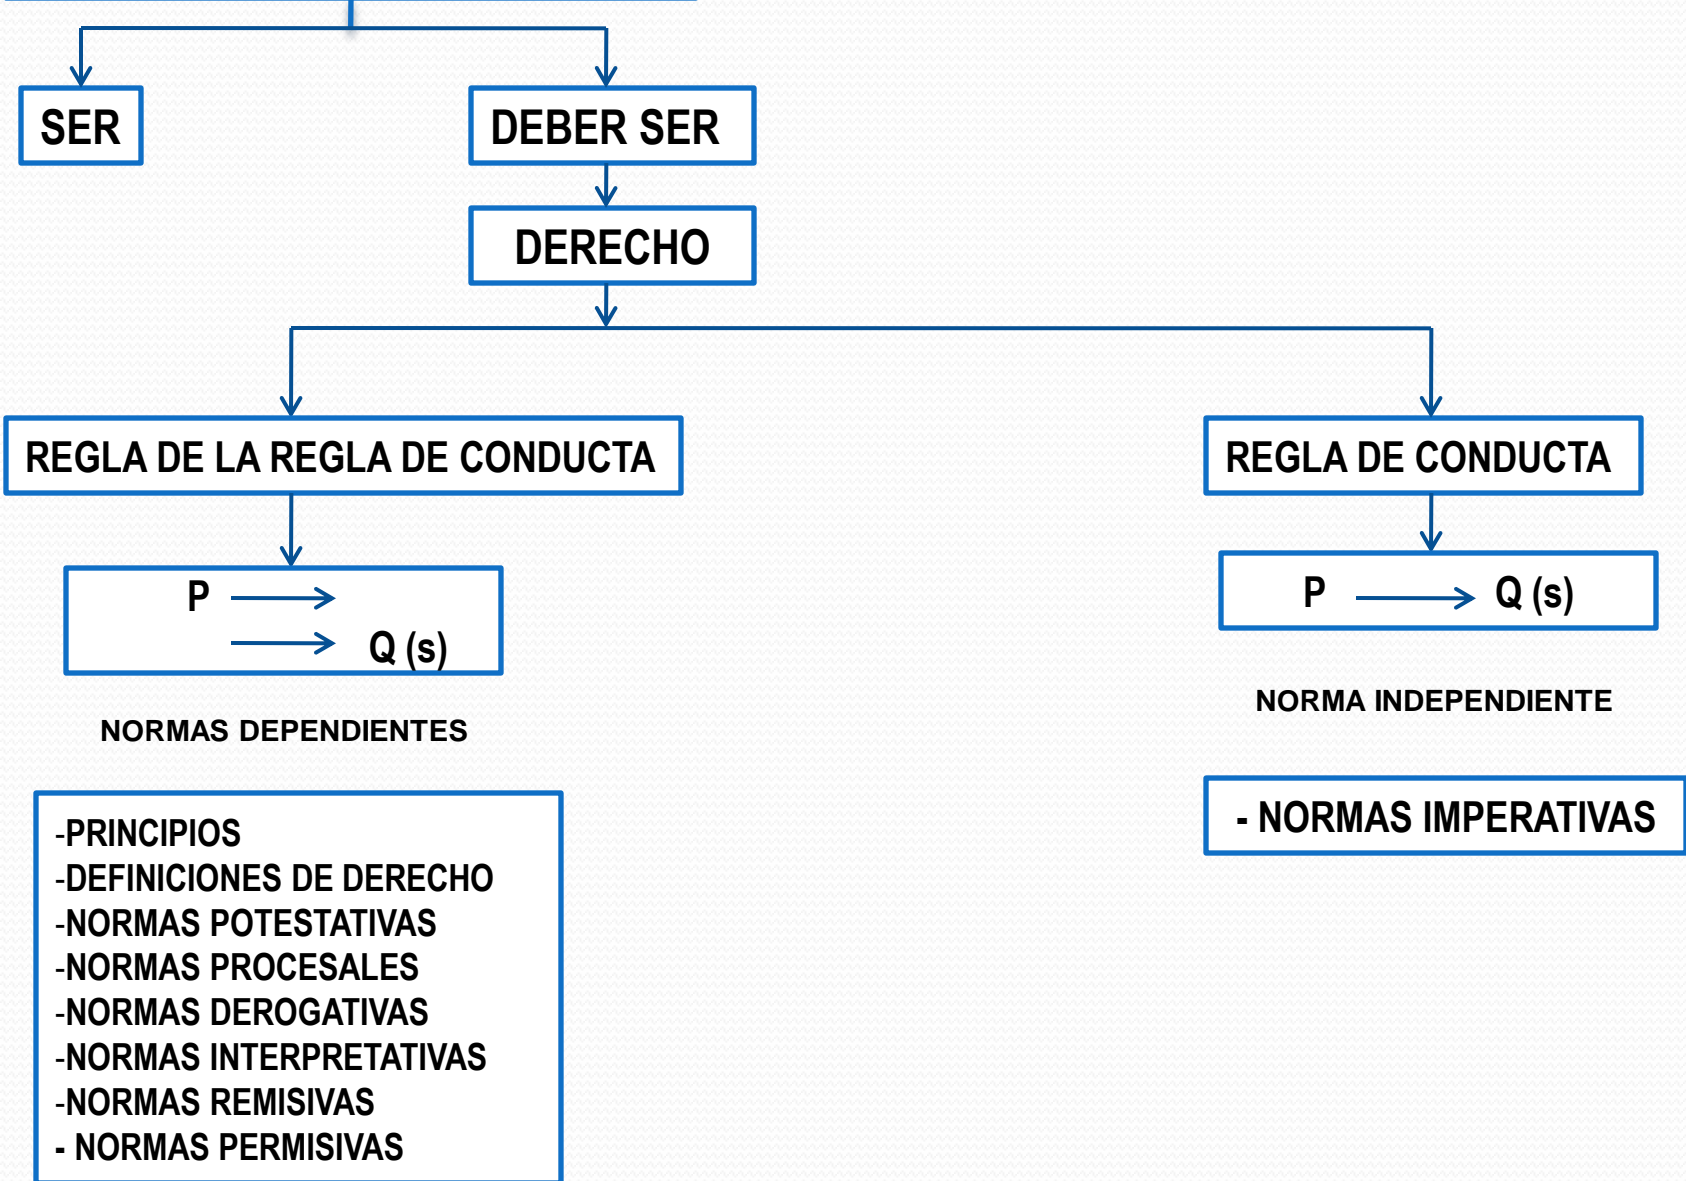 SER
DEBER SER
DERECHO
REGLA DE LA REGLA DE CONDUCTA
REGLA DE CONDUCTA
P
Q (s)
P Q (s)
NORMAS DEPENDIENTES
NORMA INDEPENDIENTE
-PRINCIPIOS
-DEFINICIONES DE DERECHO
-NORMAS POTESTATIVAS
-NORMAS PROCESALES
-NORMAS DEROGATIVAS
-NORMAS INTERPRETATIVAS
-NORMAS REMISIVAS
- NORMAS PERMISIVAS
- NORMAS IMPERATIVAS